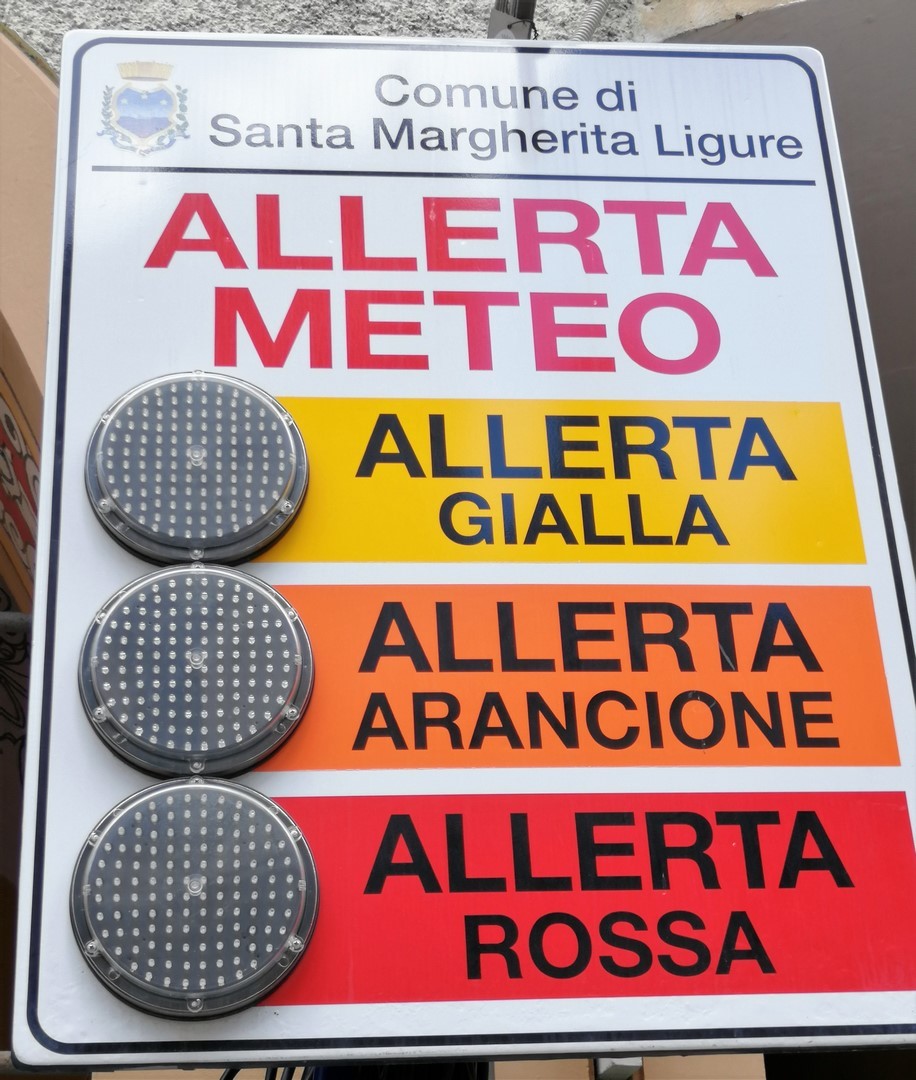 Comune di
Santa Margherita Ligure
ALLERTA
METEO
ALLERTA
GIALLA
ALLERTA
ARANCIONE
ALLERTA
ROSSA